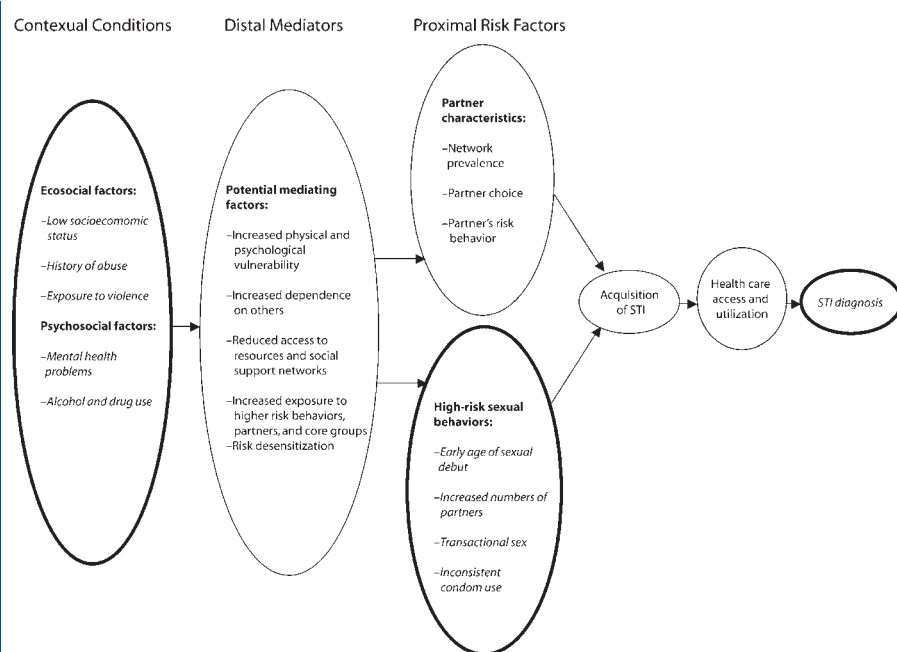 Contexual Conditions
Distal Mediators
Proximal Risk Factors
Ecosocial factors:
–Low socioecomomic
status
–History of abuse
–Exposure to violence
Psychosocial factors:
–Mental health
problems
–Alcohol and drug use
Potential mediating
factors:
–Increased physical and
psychological
vulnerability
–Increased dependence
on others
–Reduced access to
resources and social
support networks
–Increased exposure to
higher risk behaviors,
partners, and core groups
–Risk desensitization
Partner
characteristics:
–Network
prevalence
–Partner choice
–Partner's risk
behavior
High-risk sexual
behaviors:
–Early age of sexual
debut
–Increased numbers of
partners
–Transactional sex
–Inconsistent
condom use
Acquisition
of STI
Health care
access and
utilization
STI diagnosis